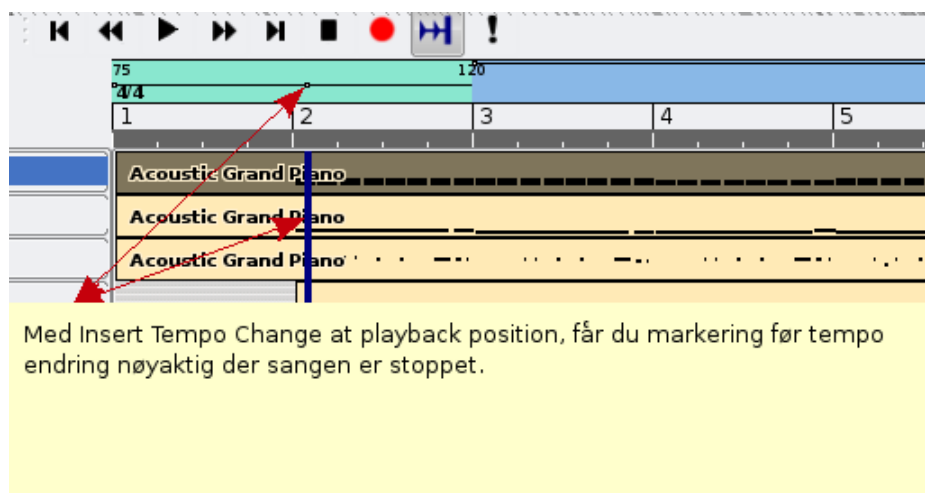 75 120
4/4
1 2 3 4 5
Acoustic Grand Piano
Acoustic Grand Piano
Acoustic Grand Piano
Med Insert Tempo Change at playback position, får du markering før tempo
endring nøyaktig der sangen er stoppet.